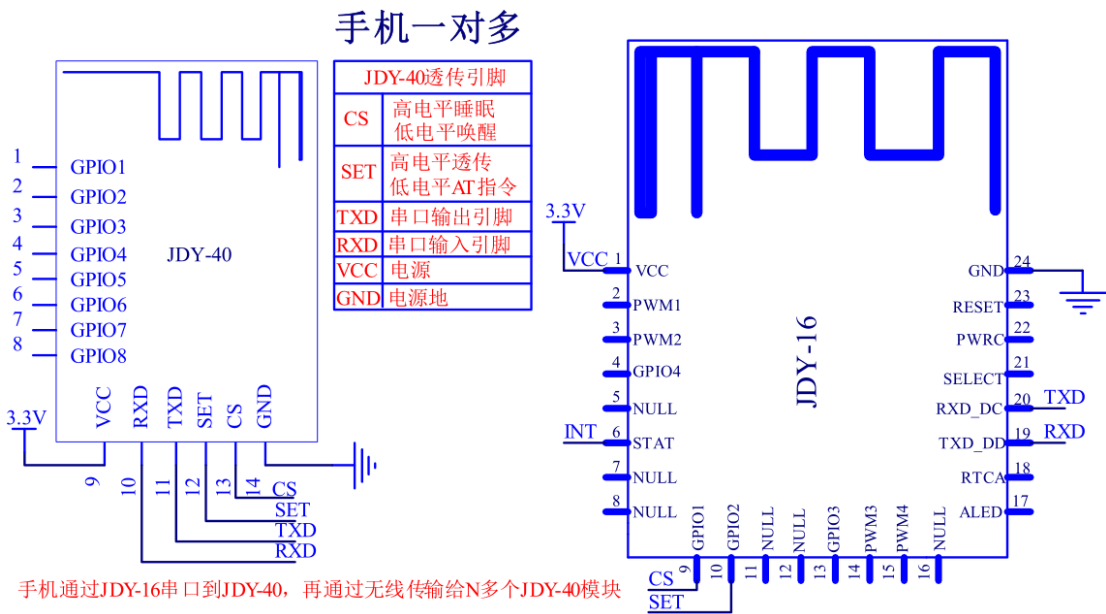 手机一对多
1 GPIO1
2 GPIO2
3 GPIO3
4 GPIO4
5 GPIO5
6 GPIO6
7 GPIO7
8 GPIO8
JDY-40
VCC RXD TXD SET CS GND
3.3V
9 10 11 12 13 14
CS
SET
TXD
RXD
JDY-40透传引脚
CS 高电平睡眠
低电平唤醒
SET 高电平透传
低电平AT指令
TXD 串口输出引脚
RXD 串口输入引脚
VCC 电源
GND 电源地
3.3V
VCC 1 VCC
2 PWM1
3 PWM2
4 GPIO4
5 NULL
INT 6 STAT
7 NULL
8 NULL
JDY-16
GND 24
RESET 23
PWRC 22
SELECT 21
RXD_DC 20 TXD
TXD_DD 19 RXD
RTCA 18
ALED 17
GPIO1 GPIO2 NULL NULL GPIO3 PWM3 PWM4 NULL
9 10 11 12 13 14 15 16
CS
SET
手机通过JDY-16串口到JDY-40，再通过无线传输给N多个JDY-40模块